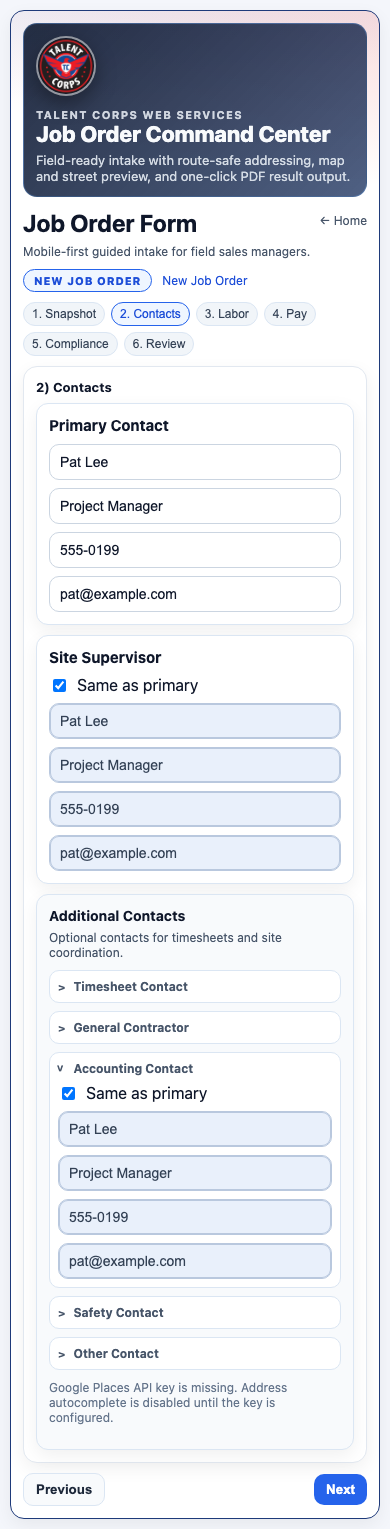 TALENT
TC
CORPS
TALENT CORPS WEB SERVICES
Job Order Command Center
Field-ready intake with route-safe addressing, map
and street preview, and one-click PDF result output.
Job Order Form
← Home
Mobile-first guided intake for field sales managers.
NEW JOB ORDER New Job Order
1. Snapshot 2. Contacts 3. Labor 4. Pay
5. Compliance 6. Review
2) Contacts
Primary Contact
Pat Lee
Project Manager
555-0199
pat@example.com
Site Supervisor
Same as primary
Pat Lee
Project Manager
555-0199
pat@example.com
Additional Contacts
Optional contacts for timesheets and site
coordination.
> Timesheet Contact
> General Contractor
v Accounting Contact
Same as primary
Pat Lee
Project Manager
555-0199
pat@example.com
> Safety Contact
> Other Contact
Google Places API key is missing. Address
autocomplete is disabled until the key is
configured.
Previous
Next